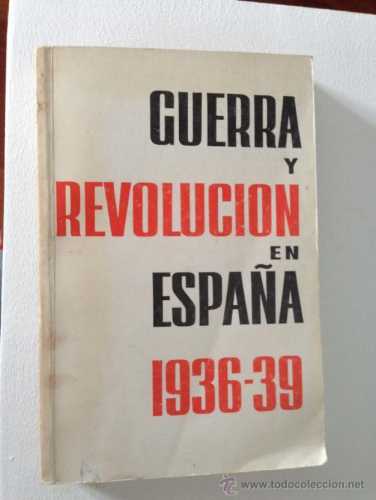 GUERRA
Y
REVOLUCION
EN
ESPAÑA
1936-39
© www.todocoleccion.net